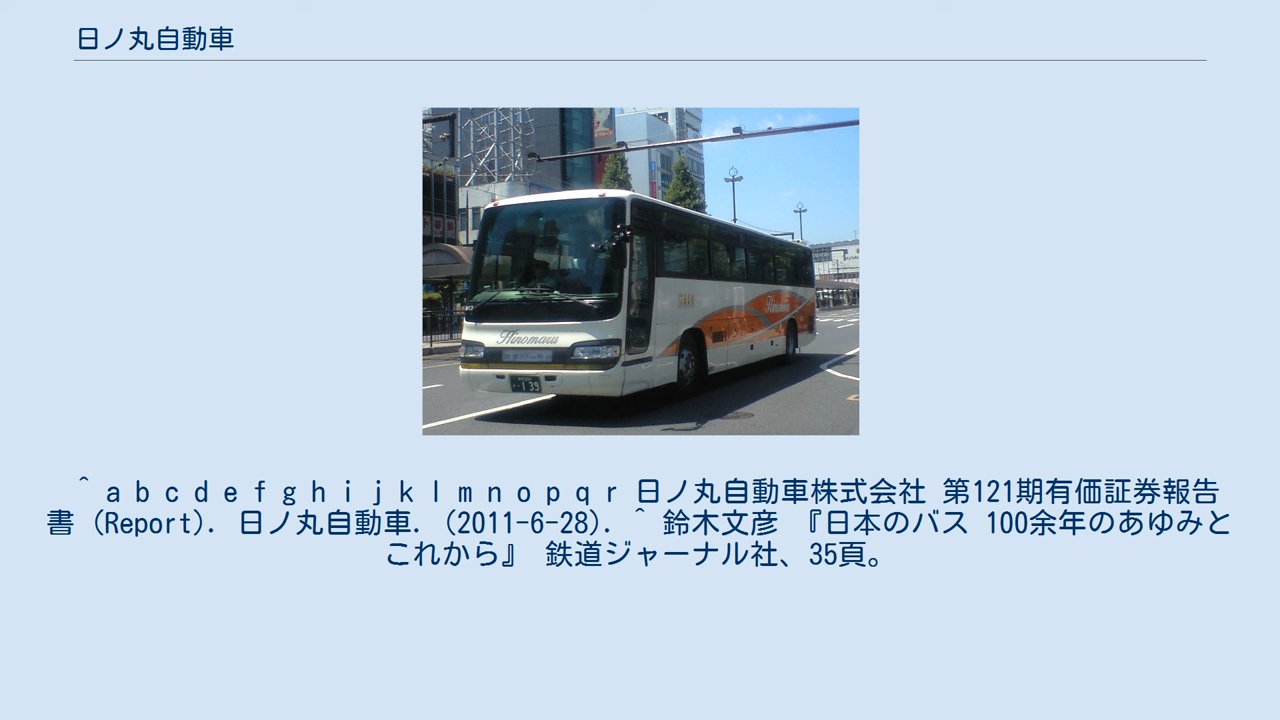 日ノ丸自動車
Hinomaru
Hinomaru
139
^ a b c d e f g h i j k l m n o p q r 日ノ丸自動車株式会社 第121期有価証券報告
書 (Report). 日ノ丸自動車. (2011-6-28). ^ 鈴木文彦 『日本のバス 100余年のあゆみと
これから』 鉄道ジャーナル社、35頁。